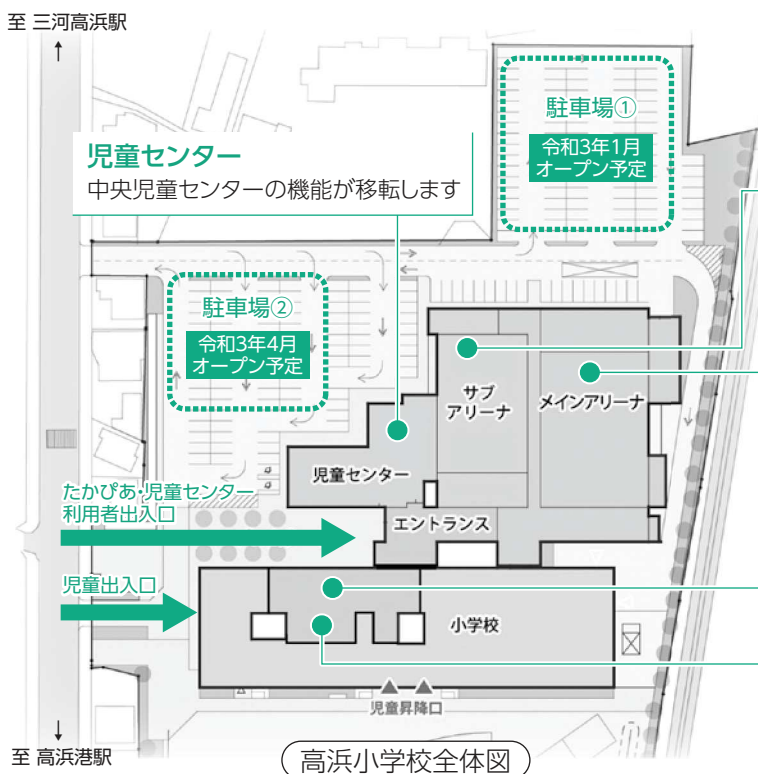 至 三河高浜駅
駐車場①
令和3年1月
オープン予定
児童センター
中央児童センターの機能が移転します
駐車場②
令和3年4月
オープン予定
サブ
アリーナ
メインアリーナ
児童センター
たかぴあ・児童センター
利用者出入口
エントランス
児童出入口
小学校
児童昇降口
至 高浜港駅
高浜小学校全体図